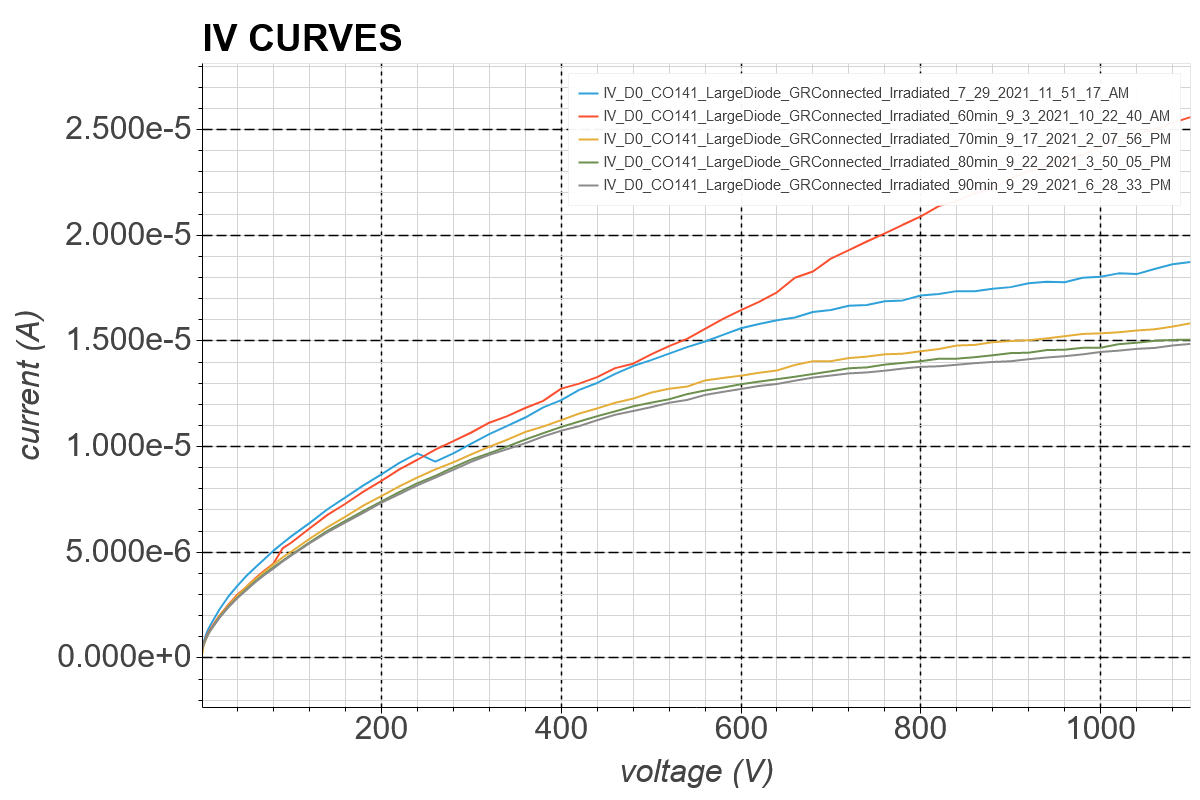 IV CURVES
IV_D0_CO141_LargeDiode_GRConnected_Irradiated_7_29_2021_11_51_17_AM
IV_D0_CO141_LargeDiode_GRConnected_Irradiated_60min_9_3_2021_10_22_40_AM
IV_D0_CO141_LargeDiode_GRConnected_Irradiated_70min_9_17_2021_2_07_56_PM
IV_D0_CO141_LargeDiode_GRConnected_Irradiated_80min_9_22_2021_3_50_05_PM
IV_D0_CO141_LargeDiode_GRConnected_Irradiated_90min_9_29_2021_6_28_33_PM
2.500e-5
2.000e-5
1.500e-5
1.000e-5
5.000e-6
0.000e+0
current (A)
200 400 600 800 1000
voltage (V)